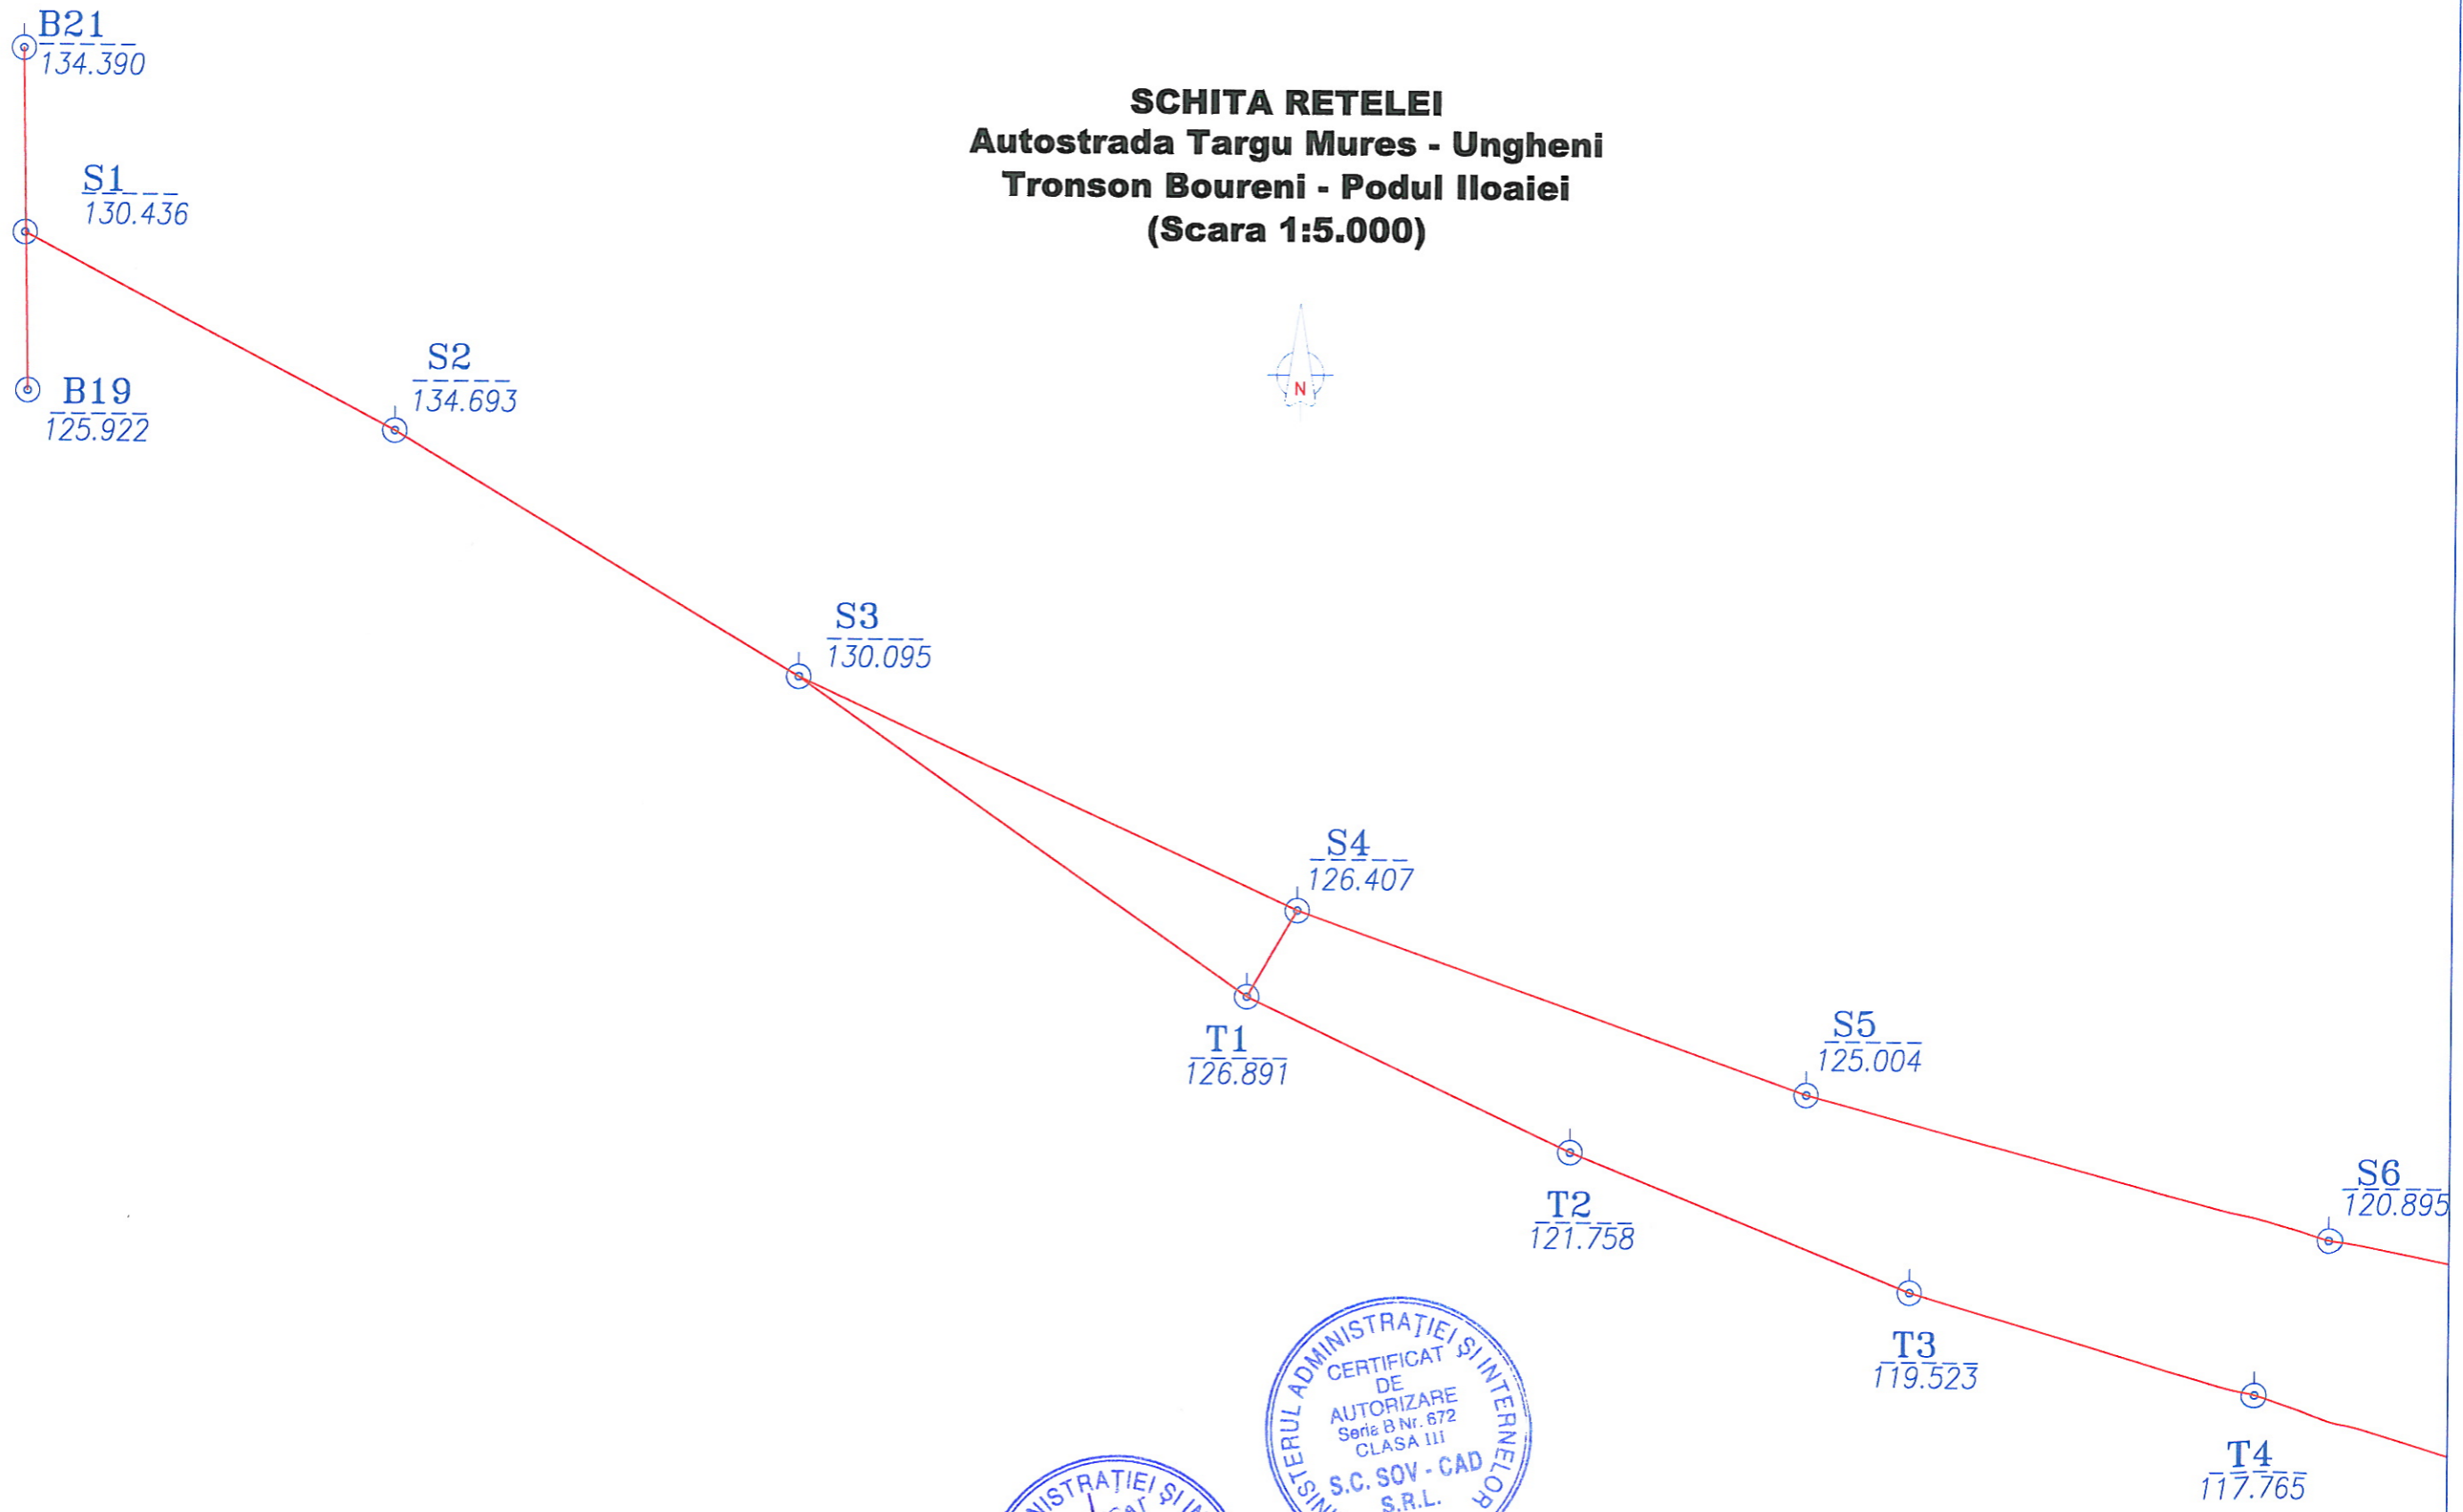 B21
134.390
SCHITA RETELEI
Autostrada Targu Mures - Ungheni
Tronson Boureni - Podul Iloaiei
(Scara 1:5.000)
S1
130.436
N
S2
134.693
B19
125.922
S3
130.095
S4
126.407
S5
125.004
T1
126.891
S6
120.895
T2
121.758
T3
119.523
T4
117.765
ADMINISTRAŢIEI ŞI INTERNELOR
CERTIFICAT
DE
AUTORIZARE
Seria B Nr. 672
CLASA III
S.C. SOV - CAD
S.R.L.